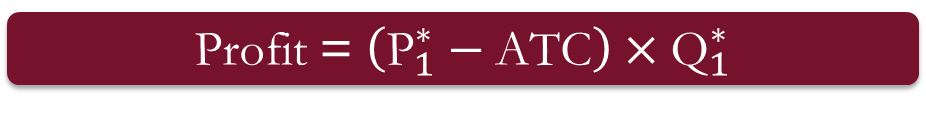 Profit = (P₁* − ATC) × Q₁*